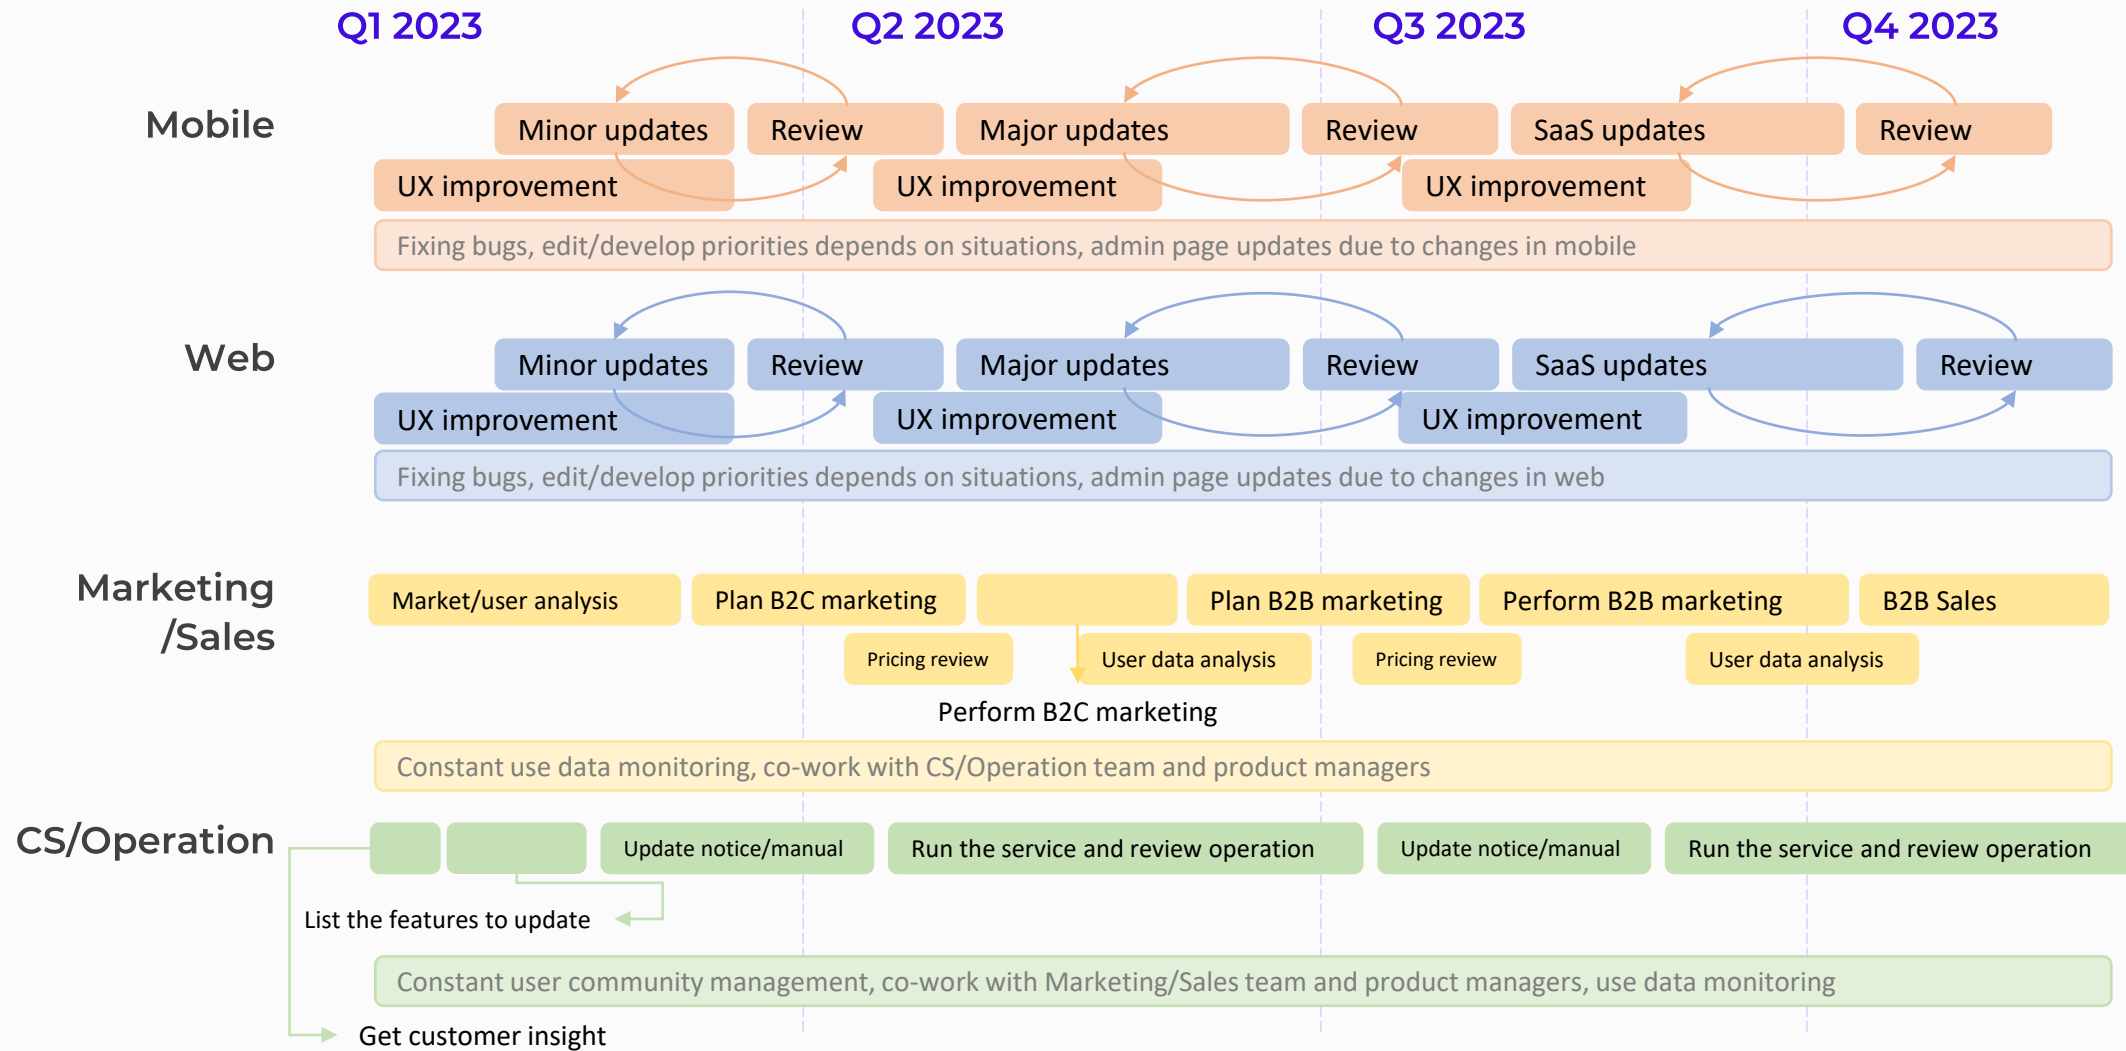 Q1 2023
Q2 2023
Q3 2023
Q4 2023
Mobile
Minor updates
Review
Major updates
Review
SaaS updates
Review
UX improvement
UX improvement
UX improvement
Fixing bugs, edit/develop priorities depends on situations, admin page updates due to changes in mobile
Web
Minor updates
Review
Major updates
Review
SaaS updates
Review
UX improvement
UX improvement
UX improvement
Fixing bugs, edit/develop priorities depends on situations, admin page updates due to changes in web
Marketing
/Sales
Market/user analysis
Plan B2C marketing
Plan B2B marketing
Perform B2B marketing
B2B Sales
Pricing review
User data analysis
Pricing review
User data analysis
Perform B2C marketing
Constant use data monitoring, co-work with CS/Operation team and product managers
CS/Operation
Update notice/manual
Run the service and review operation
Update notice/manual
Run the service and review operation
List the features to update
Constant user community management, co-work with Marketing/Sales team and product managers, use data monitoring
Get customer insight